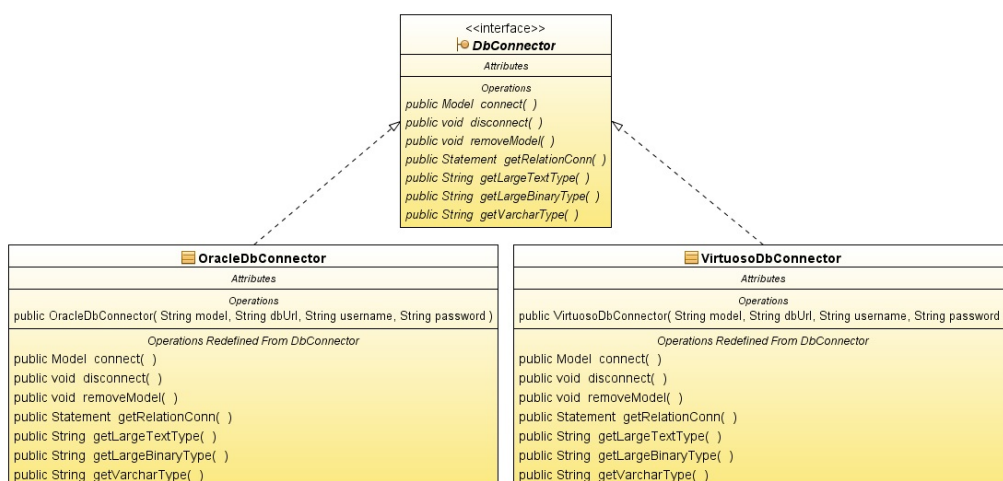 <<interface>>
DbConnector
Attributes
Operations
public Model connect( )
public void disconnect( )
public void removeModel( )
public Statement getRelationConn( )
public String getLargeTextType( )
public String getLargeBinaryType( )
public String getVarcharType( )
OracleDbConnector
Attributes
Operations
public OracleDbConnector( String model, String dbUrl, String username, String password )
Operations Redefined From DbConnector
public Model connect( )
public void disconnect( )
public void removeModel( )
public Statement getRelationConn( )
public String getLargeTextType( )
public String getLargeBinaryType( )
public String getVarcharType( )
VirtuosoDbConnector
Attributes
Operations
public VirtuosoDbConnector( String model, String dbUrl, String username, String password
Operations Redefined From DbConnector
public Model connect( )
public void disconnect( )
public void removeModel( )
public Statement getRelationConn( )
public String getLargeTextType( )
public String getLargeBinaryType( )
public String getVarcharType( )